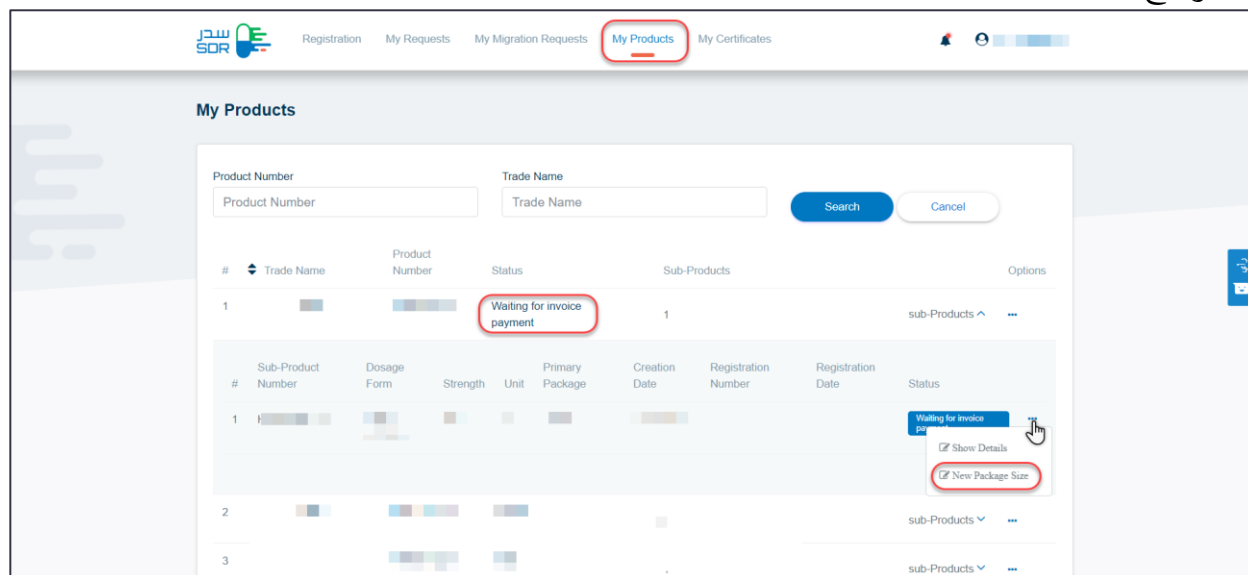 سدر
SDR
Registration My Requests My Migration Requests My Products My Certificates
My Products
Product Number Trade Name
Product Number Trade Name Search Cancel
# Trade Name Product Number Status Sub-Products Options
1 Waiting for invoice payment 1 sub-Products ...
# Sub-Product Number Dosage Form Strength Unit Primary Package Creation Date Registration Number Registration Date Status
1 Waiting for invoice ...
Show Details
New Package Size
2 sub-Products ...
3 sub-Products ...